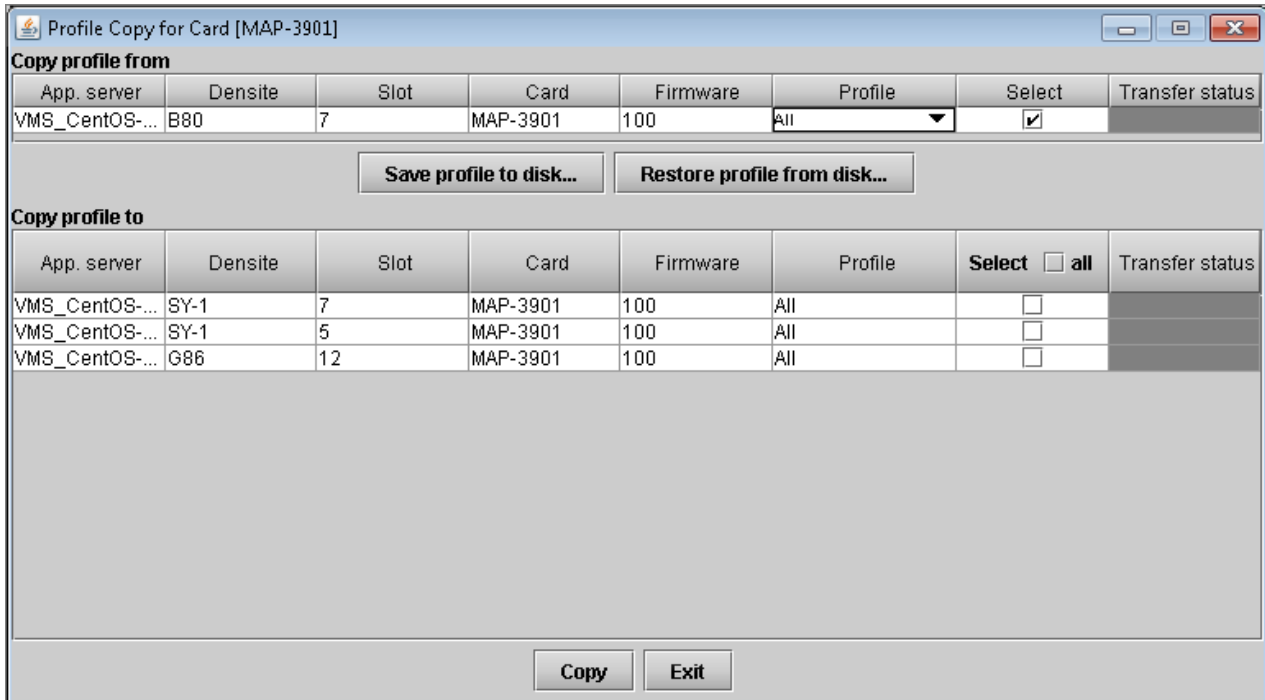 Profile Copy for Card [MAP-3901]
Copy profile from
App. server Densite Slot Card Firmware Profile Select Transfer status
VMS_CentOS-... B80 7 MAP-3901 100 All
Save profile to disk... Restore profile from disk...
Copy profile to
App. server Densite Slot Card Firmware Profile Select all Transfer status
VMS_CentOS-... SY-1 7 MAP-3901 100 All
VMS_CentOS-... SY-1 5 MAP-3901 100 All
VMS_CentOS-... G86 12 MAP-3901 100 All
Copy Exit